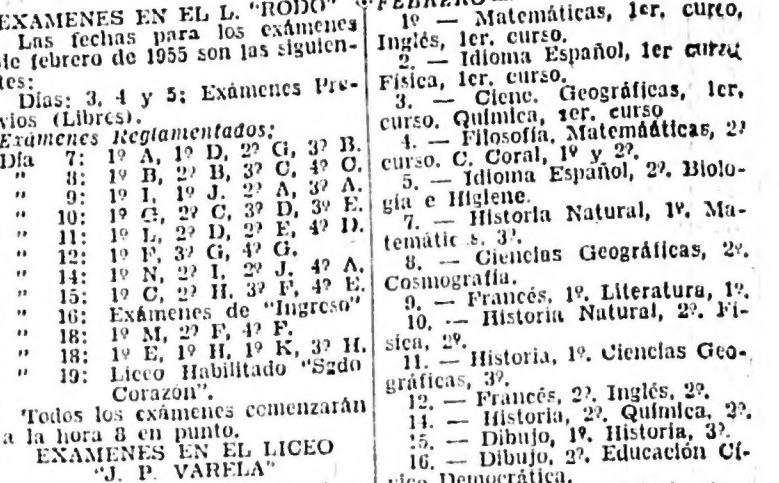 EXAMENES EN EL L. "RODO"
Las fechas para los exámenes
de febrero de 1955 son las siguien-
tes:
Días: 3, 4 y 5: Exámenes Pre-
vios (Libres).
Exámenes Reglamentados:
Día 7: 1º A, 1º D, 2º G, 3º B.
" 8: 1º B, 2º B, 3º C, 4º C.
" 9: 1º I, 1º J. 2º A, 3º A.
" 10: 1º G, 2º C, 3º D, 3º E.
" 11: 1º L, 2º D, 2º E, 4º D.
" 12: 1º F, 3º G, 4º G.
" 14: 1º N, 2º I, 2º J. 4º A.
" 15: 1º C, 2º H. 3º F, 4º E.
" 16: Exámenes de "Ingreso"
" 18: 1º M, 2º F, 4º F.
" 18: 1º E, 1º H, 1º K, 3º H.
" 19: Liceo Habilitado "Sgdo
Corazón".
Todos los exámenes comenzarán
a la hora 8 en punto.
EXAMENES EN EL LICEO
"J. P. VARELA"
FEBRERO
1º — Matemáticas, 1er. curso,
Inglés, 1er. curso.
2. — Idioma Español, 1er curso
Física, 1er. curso.
3. — Cienc. Geográficas, 1er,
curso. Química, 1er. curso
4. — Filosofía, Matemááticas, 2º
curso. C. Coral, 1º y 2º.
5. — Idioma Español, 2º. Biolo-
gía e Higiene.
7. — Historia Natural, 1º. Ma-
temátic s. 3º.
8. — Ciencias Geográficas, 2º.
Cosmografía.
9. — Francés, 1º. Literatura, 1º.
10. — Historia Natural, 2º. Fí-
sica, 2º.
11. — Historia, 1º. Ciencias Geo-
gráficas, 3º.
12. — Francés, 2º. Inglés, 2º.
14. — Historia, 2º. Química, 2º.
15. — Dibujo, 1º. Historia, 3º.
16. — Dibujo, 2º. Educación Cí-
vico Democrática.